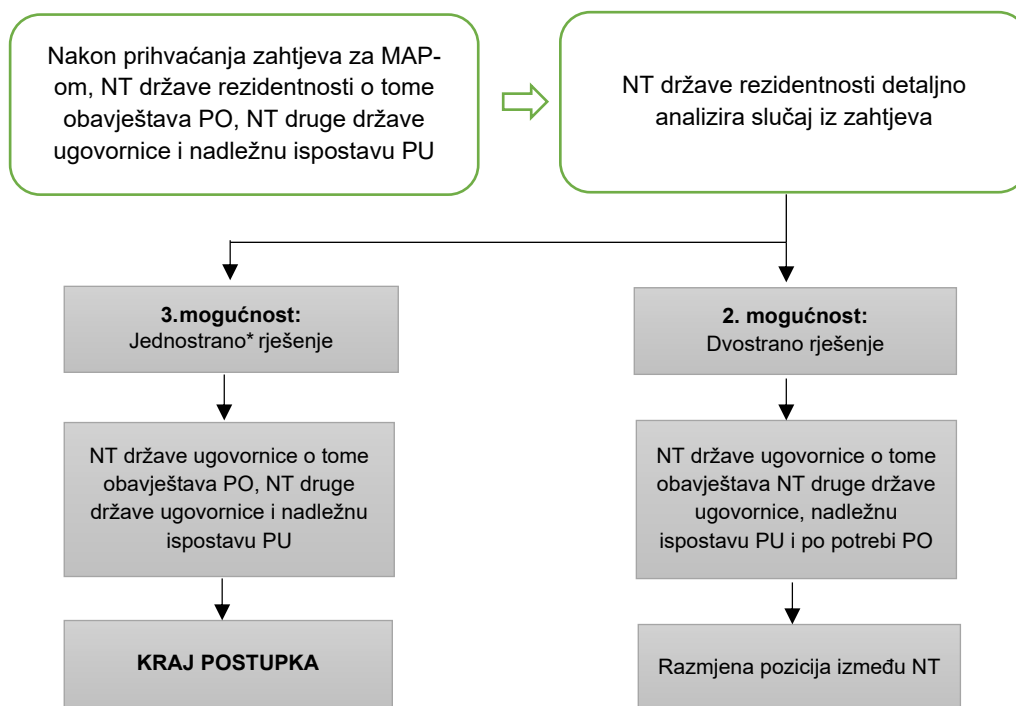 Nakon prihvaćanja zahtjeva za MAP-
om, NT države rezidentnosti o tome
obavještava PO, NT druge države
ugovornice i nadležnu ispostavu PU
NT države rezidentnosti detaljno
analizira slučaj iz zahtjeva
3.mogućnost:
Jednostrano* rješenje
2. mogućnost:
Dvostrano rješenje
NT države ugovornice o tome
obavještava PO, NT druge
države ugovornice i nadležnu
ispostavu PU
NT države ugovornice o tome
obavještava NT druge države
ugovornice, nadležnu
ispostavu PU i po potrebi PO
KRAJ POSTUPKA
Razmjena pozicija između NT